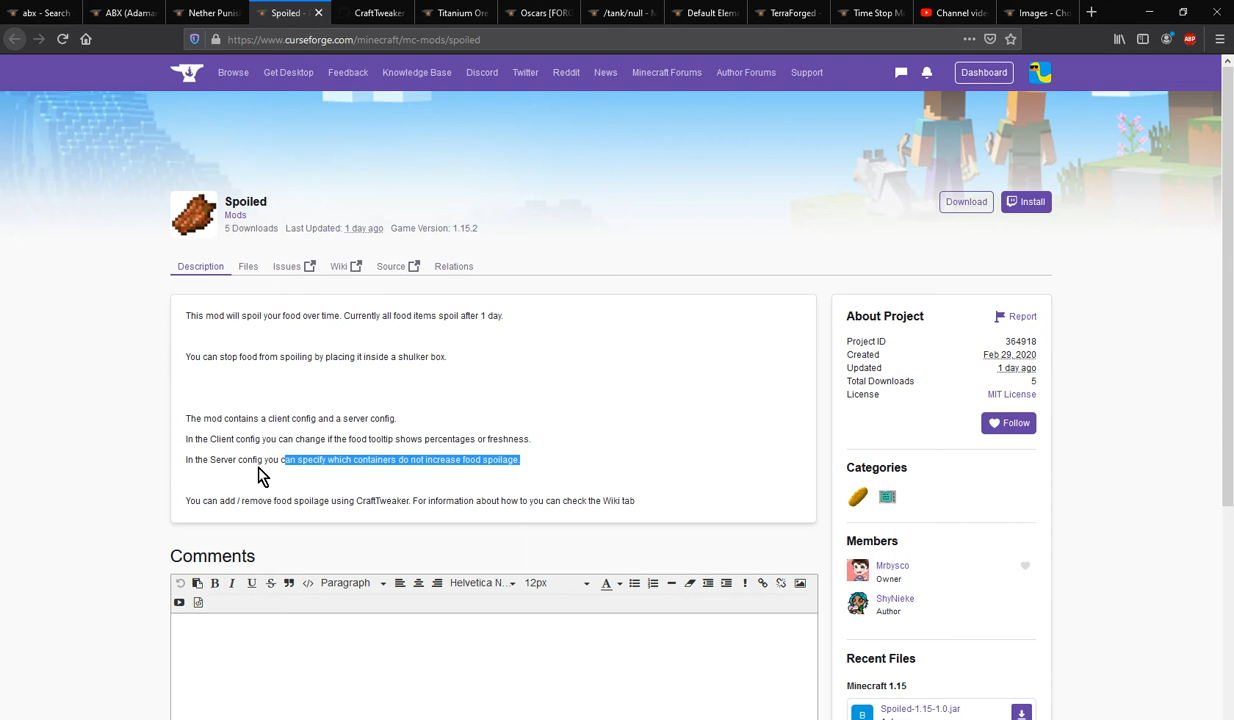 abx - Search
ABX (Adama
Nether Punis
Spoiled -
CraftTweaker
Titanium Ore
Oscars [FORG
/tank/null - M
Default Eleme
TerraForged -
Time Stop Mo
Channel vide
Images - Cho
https://www.curseforge.com/minecraft/mc-mods/spoiled
ABP
Browse Get Desktop Feedback Knowledge Base Discord Twitter Reddit News Minecraft Forums Author Forums Support Dashboard
Spoiled
Mods
5 Downloads Last Updated: 1 day ago Game Version: 1.15.2
Download Install
Description Files Issues Wiki Source Relations
This mod will spoil your food over time. Currently all food items spoil after 1 day.
You can stop food from spoiling by placing it inside a shulker box.
The mod contains a client config and a server config.
In the Client config you can change if the food tooltip shows percentages or freshness.
In the Server config you can specify which containers do not increase food spoilage.
You can add / remove food spoilage using CraftTweaker. For information about how to you can check the Wiki tab
About Project Report
Project ID 364918
Created Feb 29, 2020
Updated 1 day ago
Total Downloads 5
License MIT License
Follow
Categories
Members
Mrbysco
Owner
ShyNieke
Author
Recent Files
Minecraft 1.15
B Spoiled-1.15-1.0.jar
Comments
B I U S Paragraph Helvetica N... 12px A